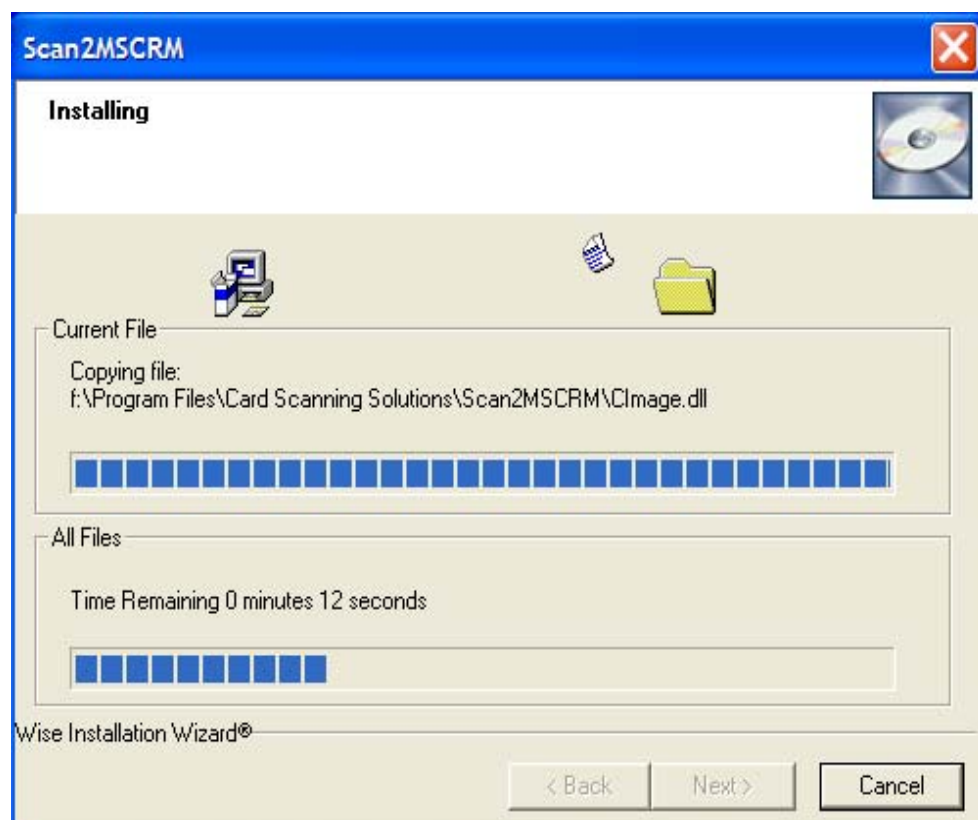 Scan2MSCRM
Installing
Current File
Copying file:
f:\Program Files\Card Scanning Solutions\Scan2MSCRM\CImage.dll
All Files
Time Remaining 0 minutes 12 seconds
Wise Installation Wizard®
< Back
Next >
Cancel